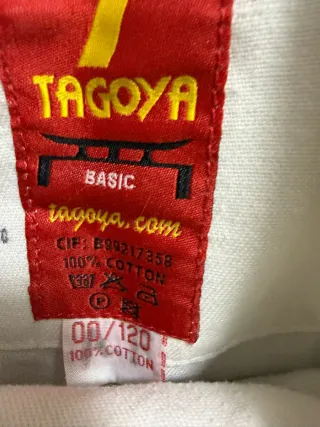 TAGOYA
BASIC
tagoya.com
CIF: B99217358
100% COTTON
00/120
100% COTTON